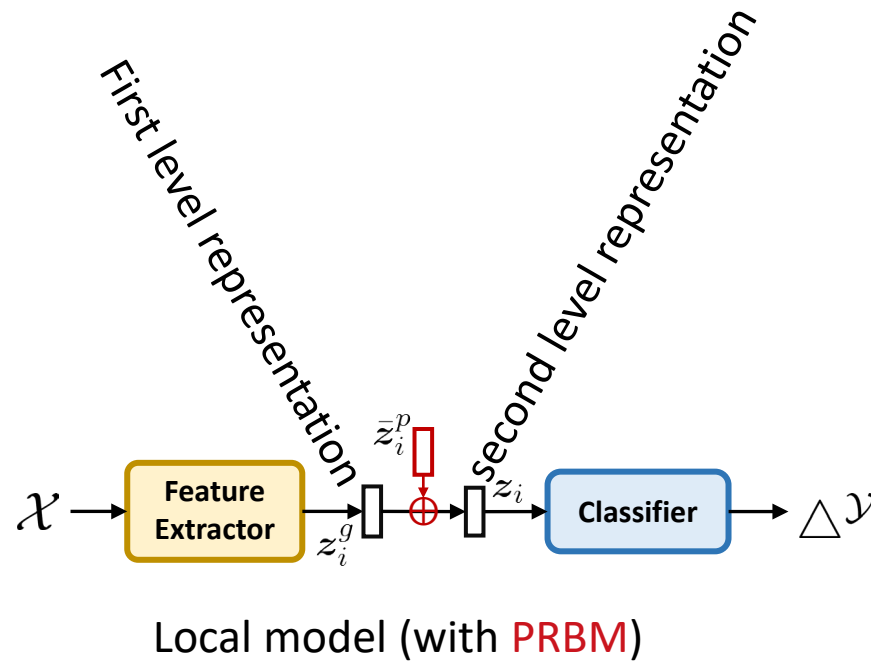 First level representation
second level representation
z̄_i^p
𝒳
Feature
Extractor
z_i^g
z_i
Classifier
△ 𝒴
Local model (with PRBM)